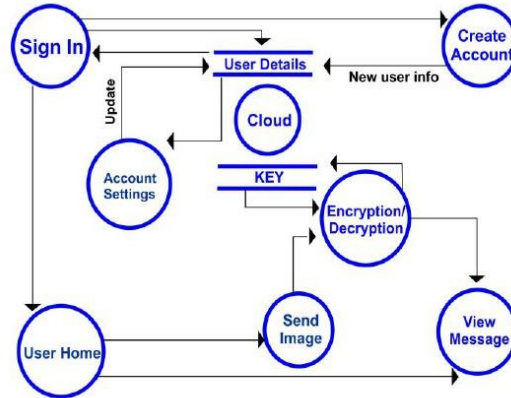 Sign In
Create
Account
User Details
New user info
Update
Cloud
Account
Settings
KEY
Encryption/
Decryption
Send
Image
View
Message
User Home